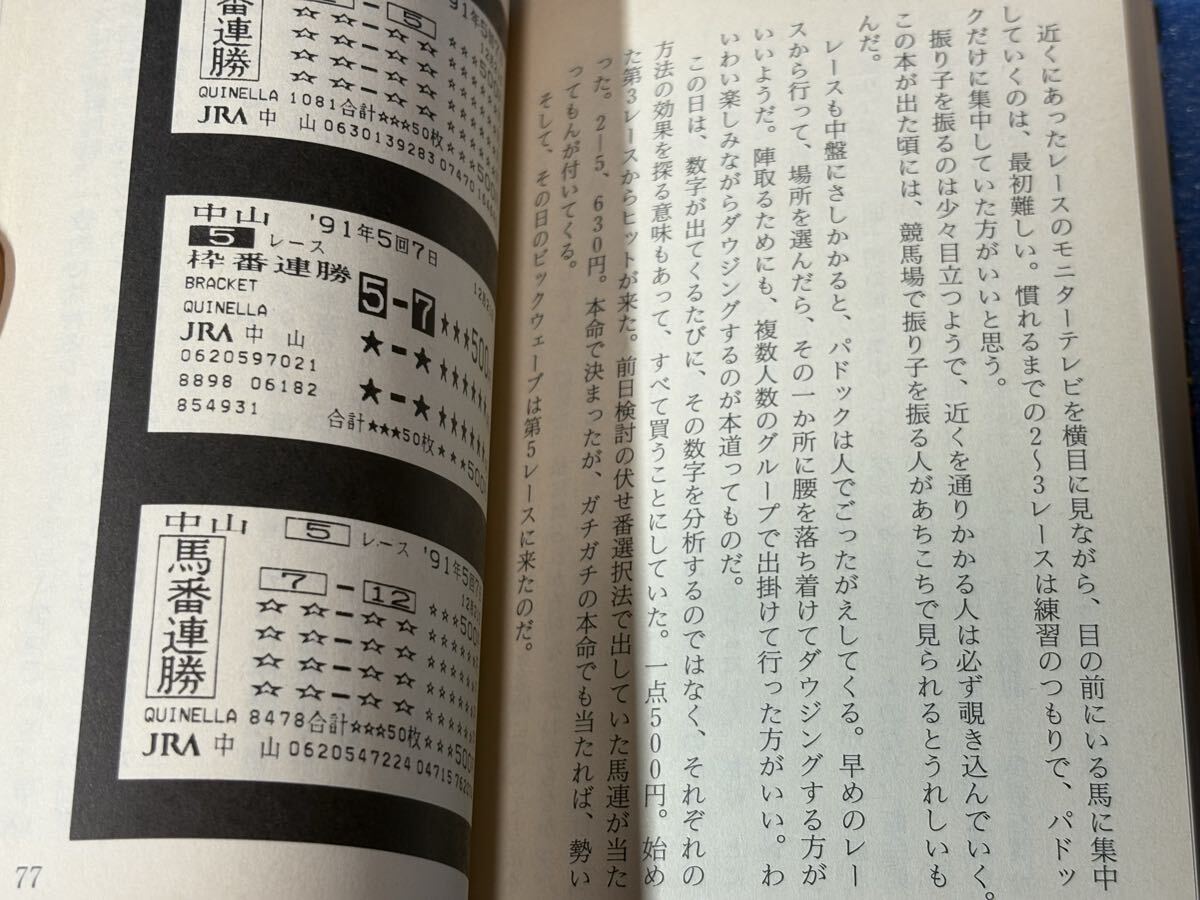 近くにあったレースのモニターテレビを横目に見ながら、目の前にいる馬に集中
していくのは、最初難しい。慣れるまでの2〜3レースは練習のつもりで、パドッ
クだけに集中していた方がいいと思う。
振り子を振るのは少々目立つようで、近くを通りかかる人は必ず覗き込んでいく。
この本が出た頃には、競馬場で振り子を振る人があちこちで見られるとうれしいも
んだ。
レースも中盤にさしかかると、パドックは人でごったがえしてくる。早めのレー
スから行って、場所を選んだら、その一か所に腰を落ち着けてダウジングする方が
いいようだ。陣取るためにも、複数人数のグループで出掛けて行った方がいい。わ
いわい楽しみながらダウジングするのが本道ってものだ。
この日は、数字が出てくるたびに、その数字を分析するのではなく、それぞれの
方法の効果を探る意味もあって、すべて買うことにしていた。一点500円。始め
た第3レースからヒットが来た。前日検討の伏せ番選択法で出していた馬連が当た
った。2―5、630円。本命で決まったが、ガチガチの本命でも当たれば、勢い
ってもんが付いてくる。
そして、その日のビックウェーブは第5レースに来たのだ。
5
'91年5回7
馬番連勝
☆☆-☆☆
☆☆-☆☆
☆☆-☆☆
☆☆-☆☆
QUINELLA 1081合計★★★50枚★★★500
JRA 中 山 0630139283 07470
中山 '91年5回7日
5 レース
枠番連勝
BRACKET
QUINELLA
5-7★★★500
★-★★★★★★★
★-★★★★★★★
JRA 中 山
0620597021
8898 06182
854931
合計★★★50枚★★★500
中山 5 レース '91年5回7
馬番連勝
7 - 12
☆☆-☆☆
☆☆-☆☆
☆☆-☆☆
☆☆-☆☆
QUINELLA 8478合計★★★50枚★★★500
JRA 中 山 0620547224 04715
77